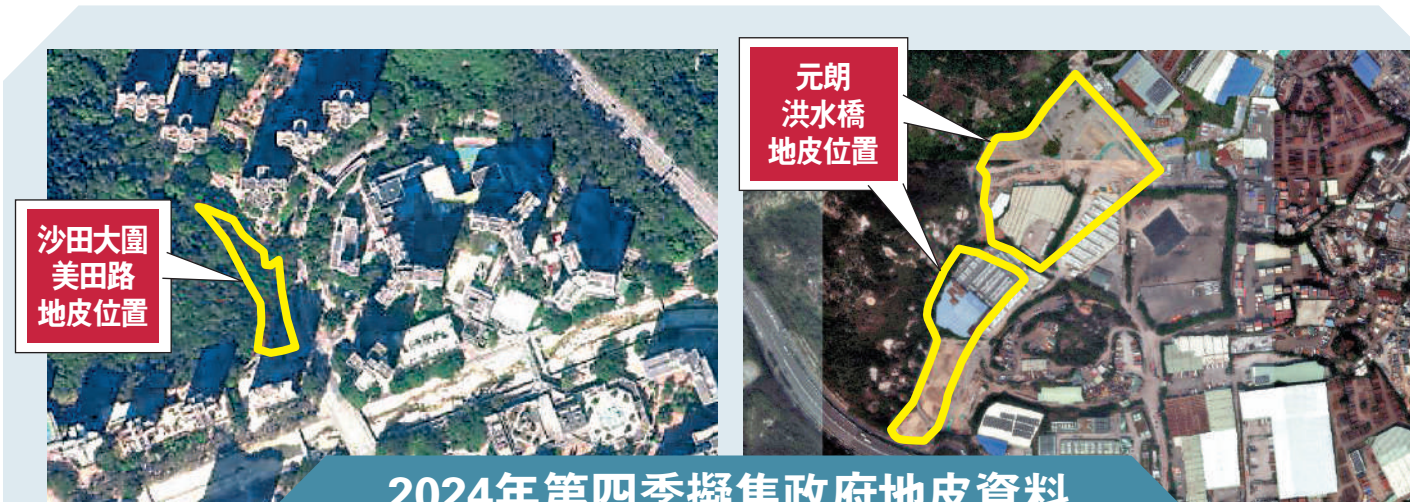 沙田大圍
美田路
地皮位置
元朗
洪水橋
地皮位置
2024年第四季擬售政府地皮資料